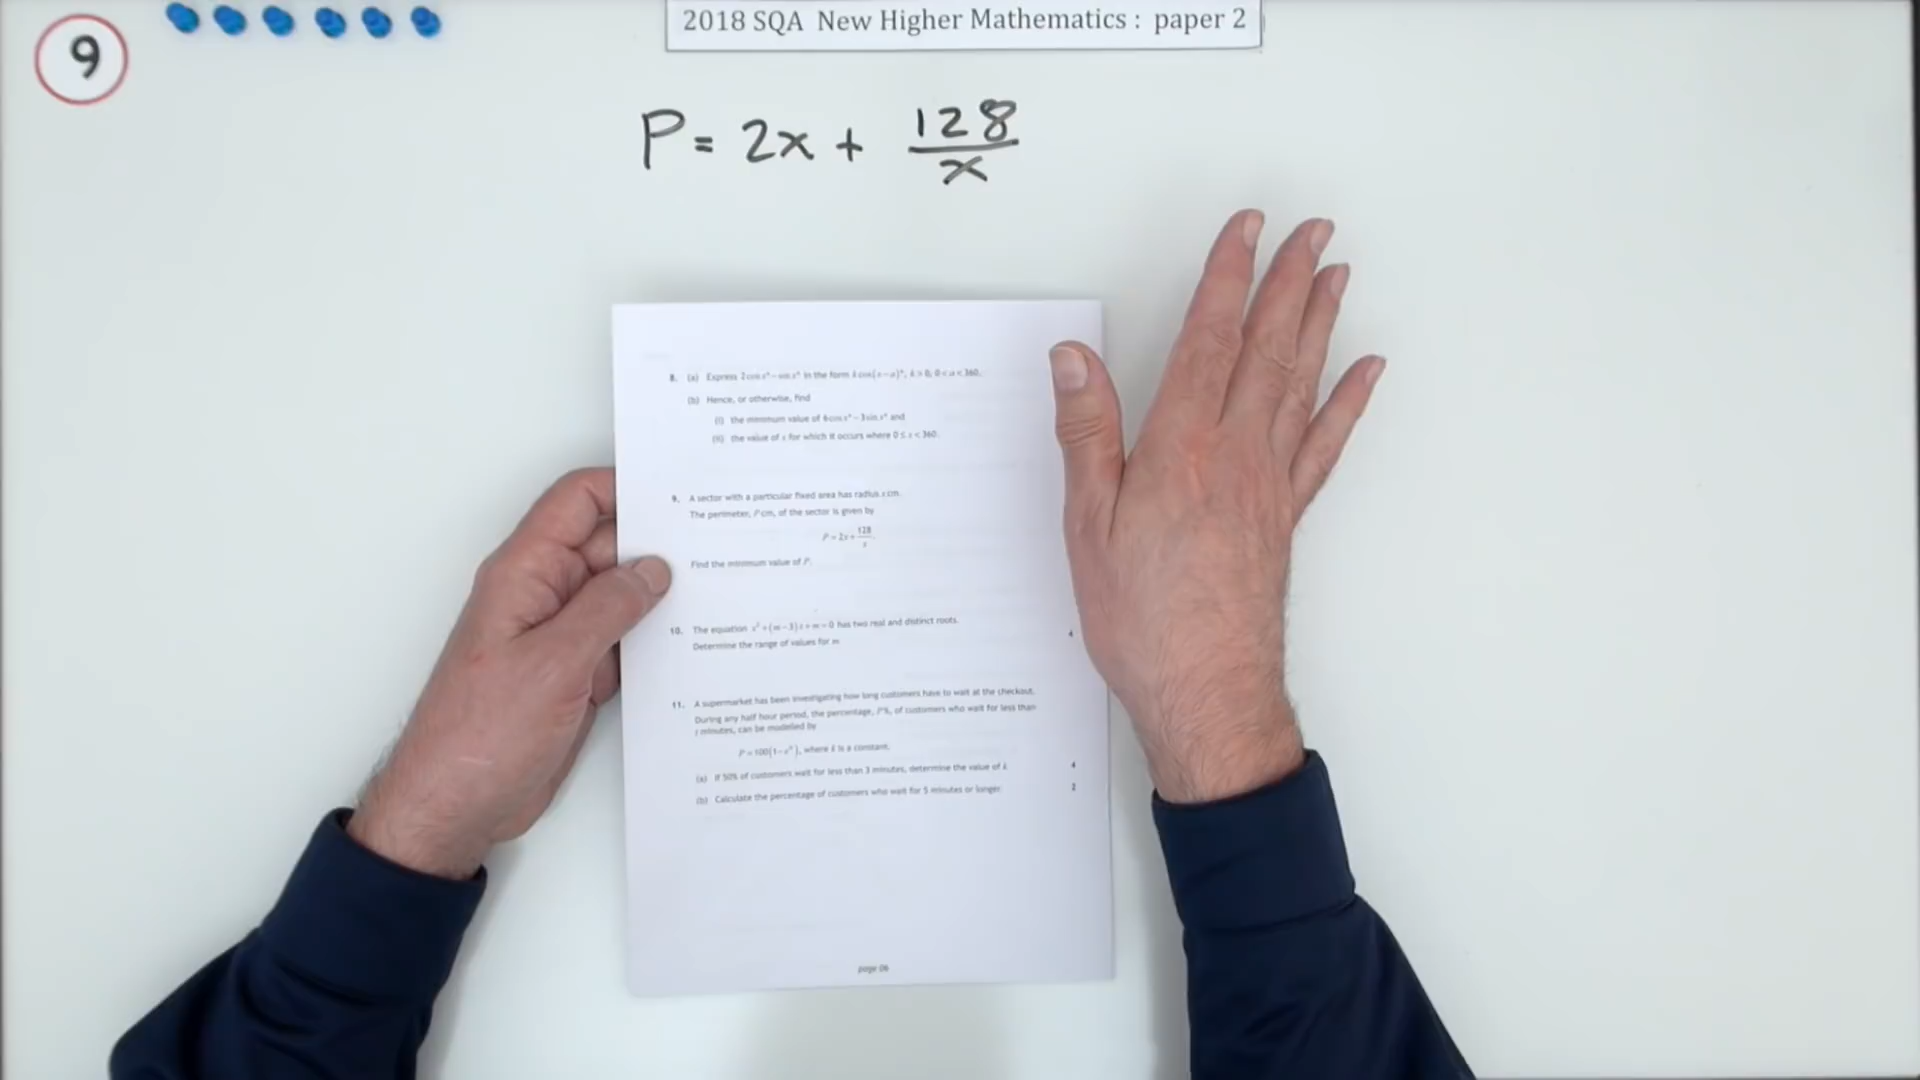 9
2018 SQA New Higher Mathematics : paper 2
P = 2x + 128/x
8. (a) Express 2cos x° − sin x° in the form k cos(x − a)°, k > 0, 0 < a < 360.
(b) Hence, or otherwise, find
(i) the minimum value of 6cos x° − 3sin x° and
(ii) the value of x for which it occurs where 0 ≤ x < 360.
9. A sector with a particular fixed area has radius x cm.
The perimeter, P cm, of the sector is given by
P = 2x + 128/x.
Find the minimum value of P.
10. The equation x² + (m − 3)x + m = 0 has two real and distinct roots.
Determine the range of values for m 4
11. A supermarket has been investigating how long customers have to wait at the checkout.
During any half hour period, the percentage, P%, of customers who wait for less than
t minutes, can be modelled by
P = 100(1 − e ), where k is a constant.
(a) If 50% of customers wait for less than 3 minutes, determine the value of k 4
(b) Calculate the percentage of customers who wait for 5 minutes or longer. 2
page 06